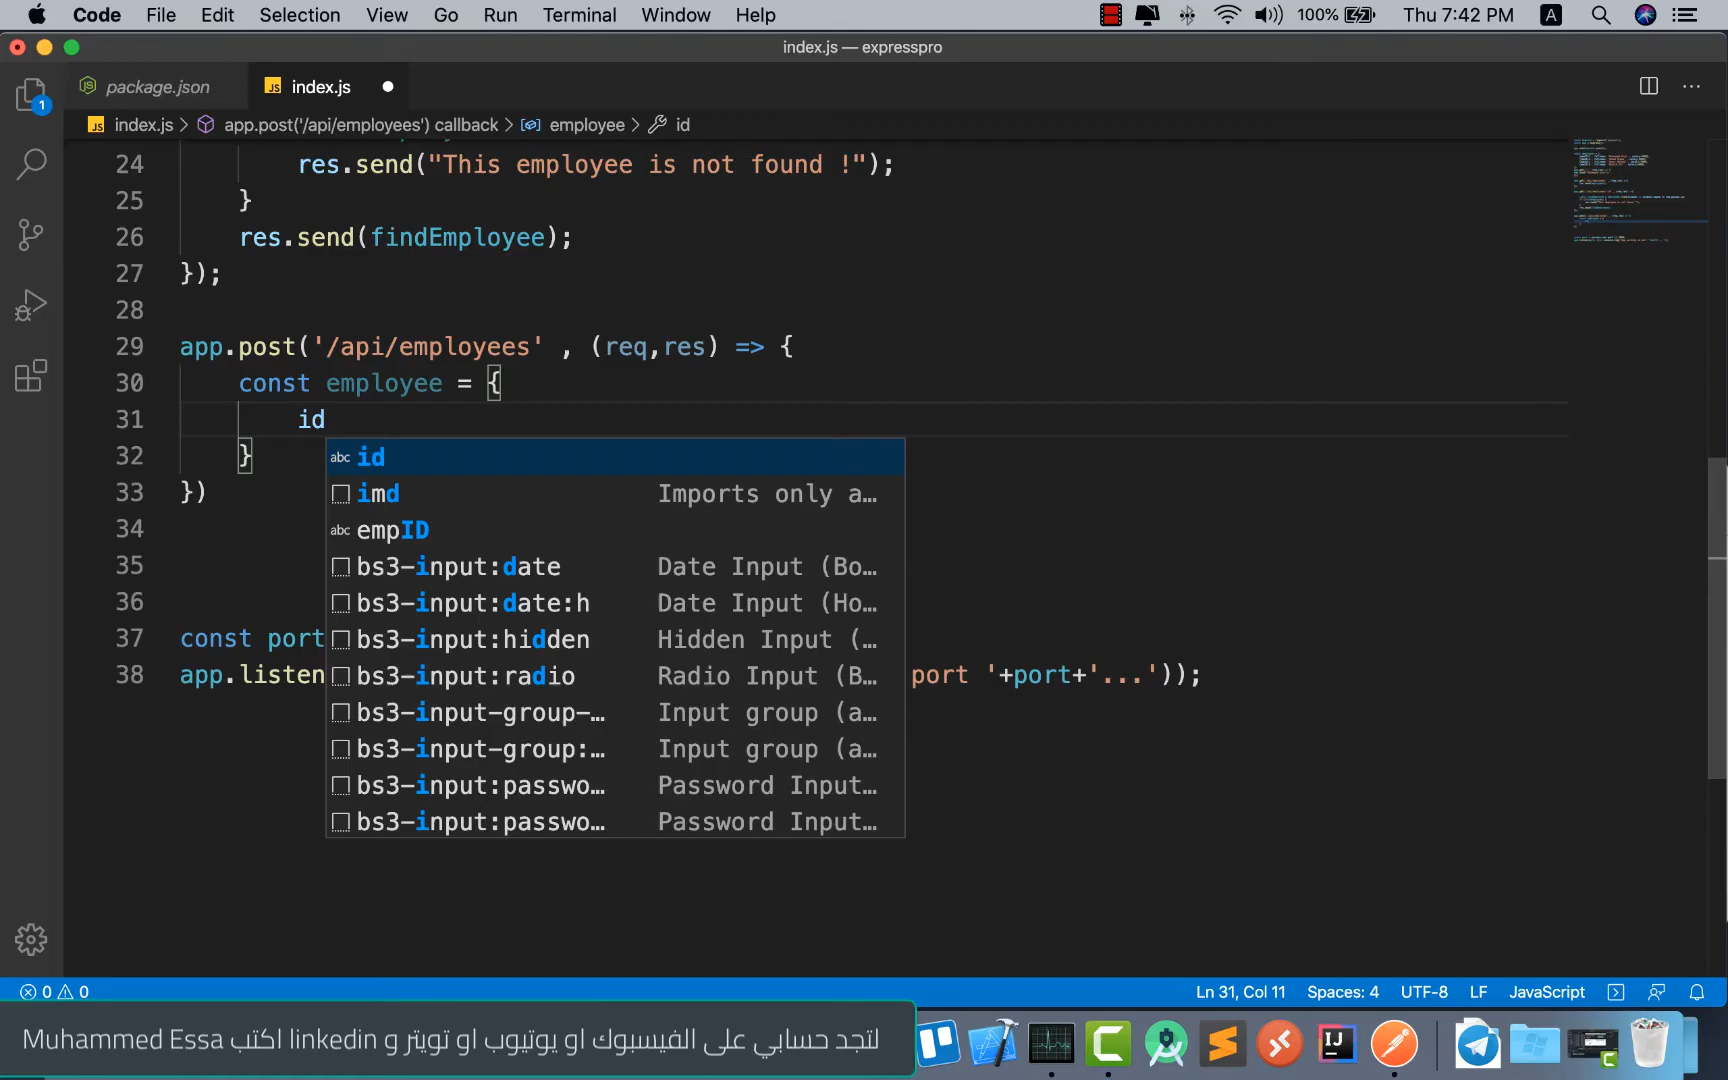 Code File Edit Selection View Go Run Terminal Window Help 100% Thu 7:42 PM A
index.js — expresspro
package.json JS index.js
JS index.js > app.post('/api/employees') callback > employee > id
1
24 res.send("This employee is not found !");
25 }
26 res.send(findEmployee);
27 });
28
29 app.post('/api/employees' , (req,res) => {
30 const employee = {
31 id
32 }
abc id
imd Imports only a…
33 })
34
abc empID
35
bs3-input:date Date Input (Bo…
36
bs3-input:date:h Date Input (Ho…
37 const port
bs3-input:hidden Hidden Input (…
38 app.listen
bs3-input:radio Radio Input (B…
port '+port+'...'));
bs3-input-group-… Input group (a…
bs3-input-group:… Input group (a…
bs3-input:passwo… Password Input…
bs3-input:passwo… Password Input…
0 0 Ln 31, Col 11 Spaces: 4 UTF-8 LF JavaScript
لتجد حسابي على الفيسبوك او يوتيوب او تويتر و linkedin اكتب Muhammed Essa
IJ